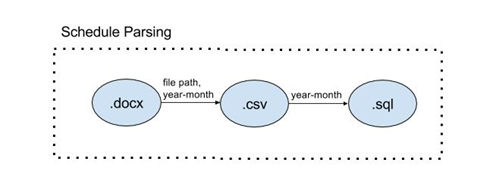 Schedule Parsing
file path,
year-month
year-month
.docx
.csv
.sql